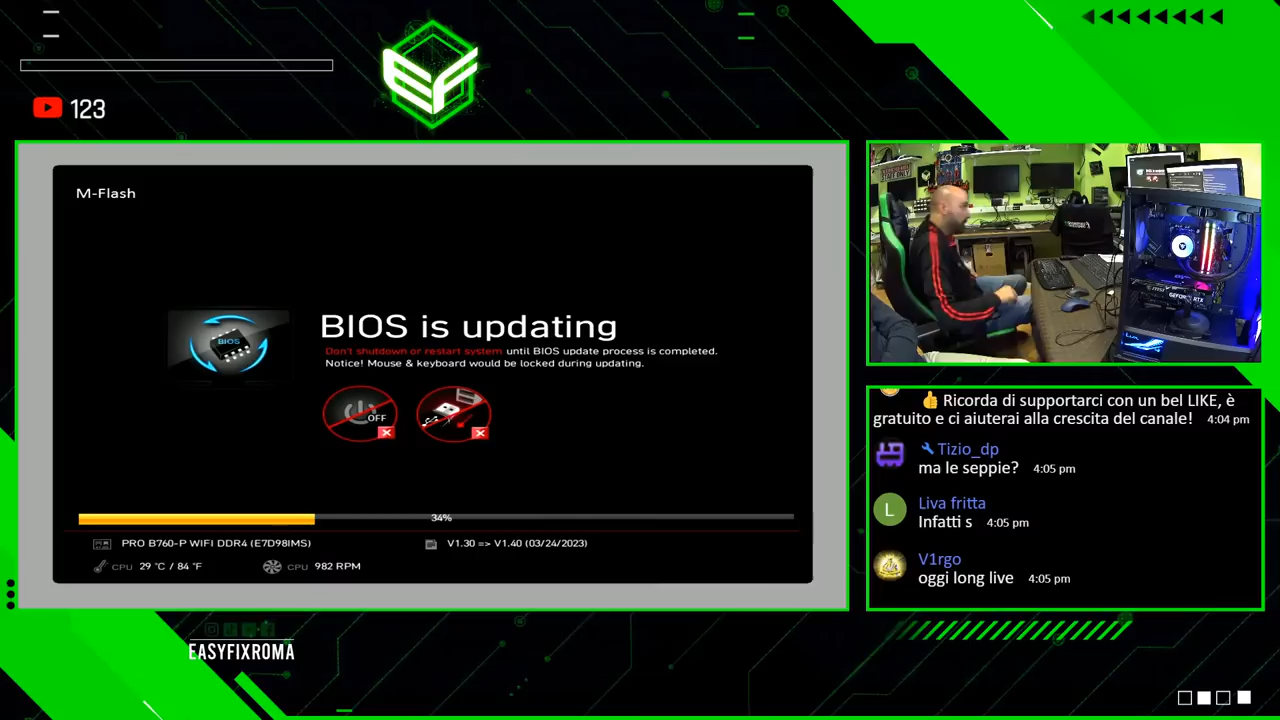 123
EF
M-Flash
BIOS
BIOS is updating
Don't shutdown or restart system until BIOS update process is completed.
Notice! Mouse & keyboard would be locked during updating.
OFF
34%
PRO B760-P WIFI DDR4 (E7D98IMS)
V1.30 => V1.40 (03/24/2023)
CPU 29 °C / 84 °F
CPU 982 RPM
GEFORCE RTX
👍 Ricorda di supportarci con un bel LIKE, è
gratuito e ci aiuterai alla crescita del canale! 4:04 pm
Tizio_dp
ma le seppie? 4:05 pm
L
Liva fritta
Infatti s 4:05 pm
V1rgo
oggi long live 4:05 pm
EASYFIXROMA